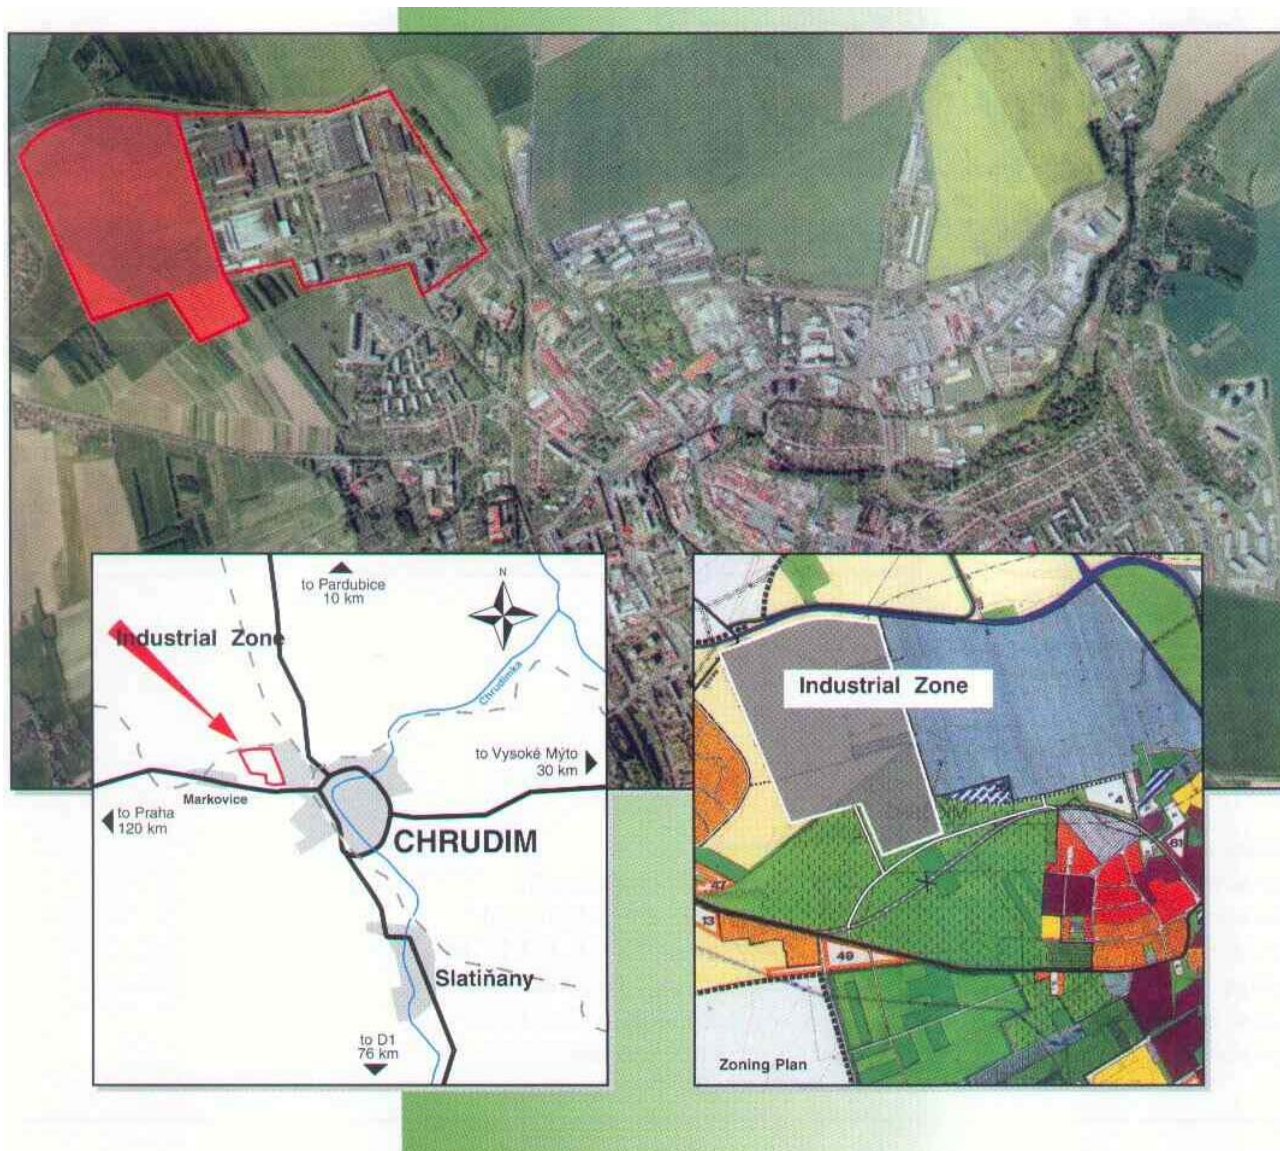 to Pardubice
10 km
N
Industrial Zone
Chrudimka
to Vysoké Mýto
30 km
Markovice
to Praha
120 km
CHRUDIM
Slatiňany
to D1
76 km
Industrial Zone
4
81
47
13
49
Zoning Plan